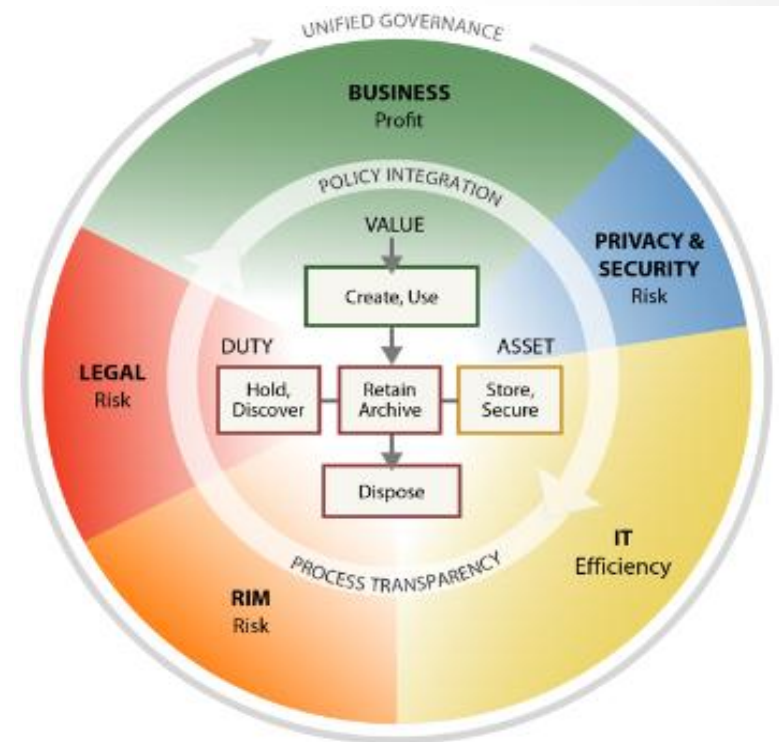 UNIFIED GOVERNANCE
BUSINESS
Profit
POLICY INTEGRATION
VALUE
PRIVACY &
SECURITY
Risk
Create, Use
DUTY
ASSET
LEGAL
Risk
Hold,
Discover
Retain
Archive
Store,
Secure
Dispose
IT
Efficiency
PROCESS TRANSPARENCY
RIM
Risk